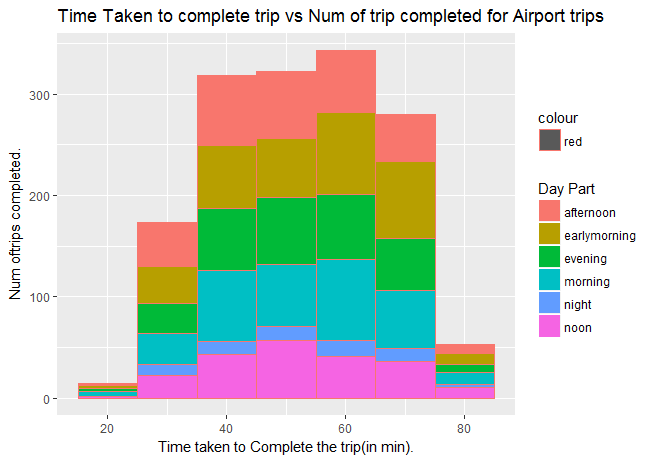 Time Taken to complete trip vs Num of trip completed for Airport trips
Num oftrips completed.
300
200
100
0
20 40 60 80
Time taken to Complete the trip(in min).
colour
red
Day Part
afternoon
earlymorning
evening
morning
night
noon